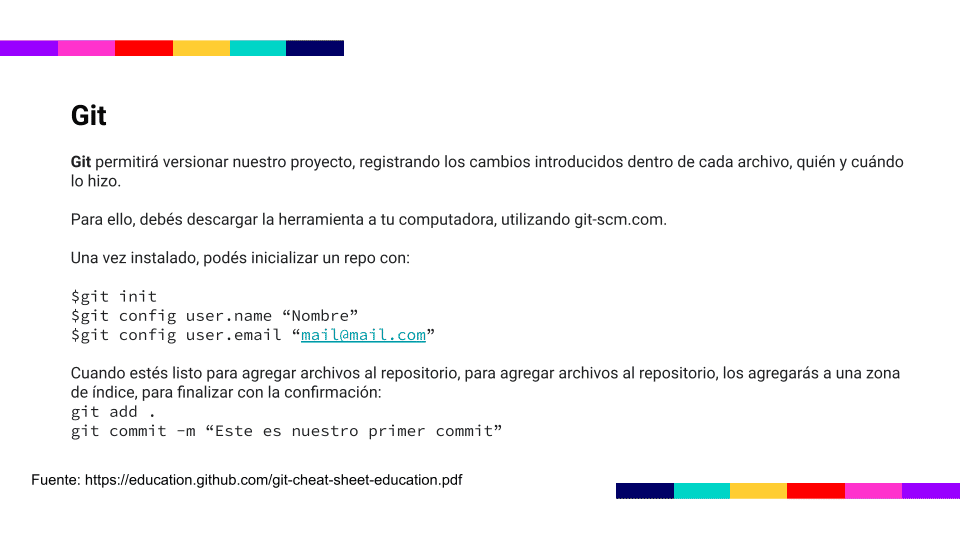 Git
Git permitirá versionar nuestro proyecto, registrando los cambios introducidos dentro de cada archivo, quién y cuándo
lo hizo.
Para ello, debés descargar la herramienta a tu computadora, utilizando git-scm.com.
Una vez instalado, podés inicializar un repo con:
$git init
$git config user.name “Nombre”
$git config user.email “mail@mail.com”
Cuando estés listo para agregar archivos al repositorio, para agregar archivos al repositorio, los agregarás a una zona
de índice, para finalizar con la confirmación:
git add .
git commit -m “Este es nuestro primer commit”
Fuente: https://education.github.com/git-cheat-sheet-education.pdf